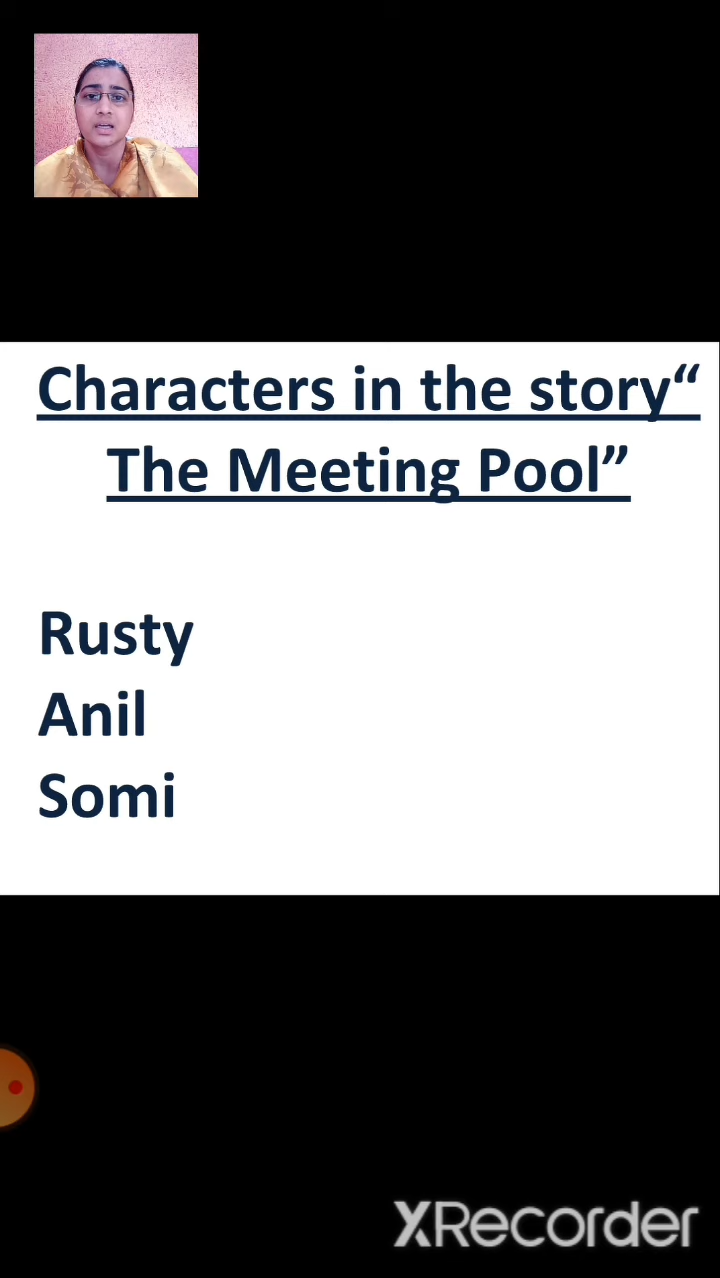 Characters in the story“
The Meeting Pool”
Rusty
Anil
Somi
XRecorder